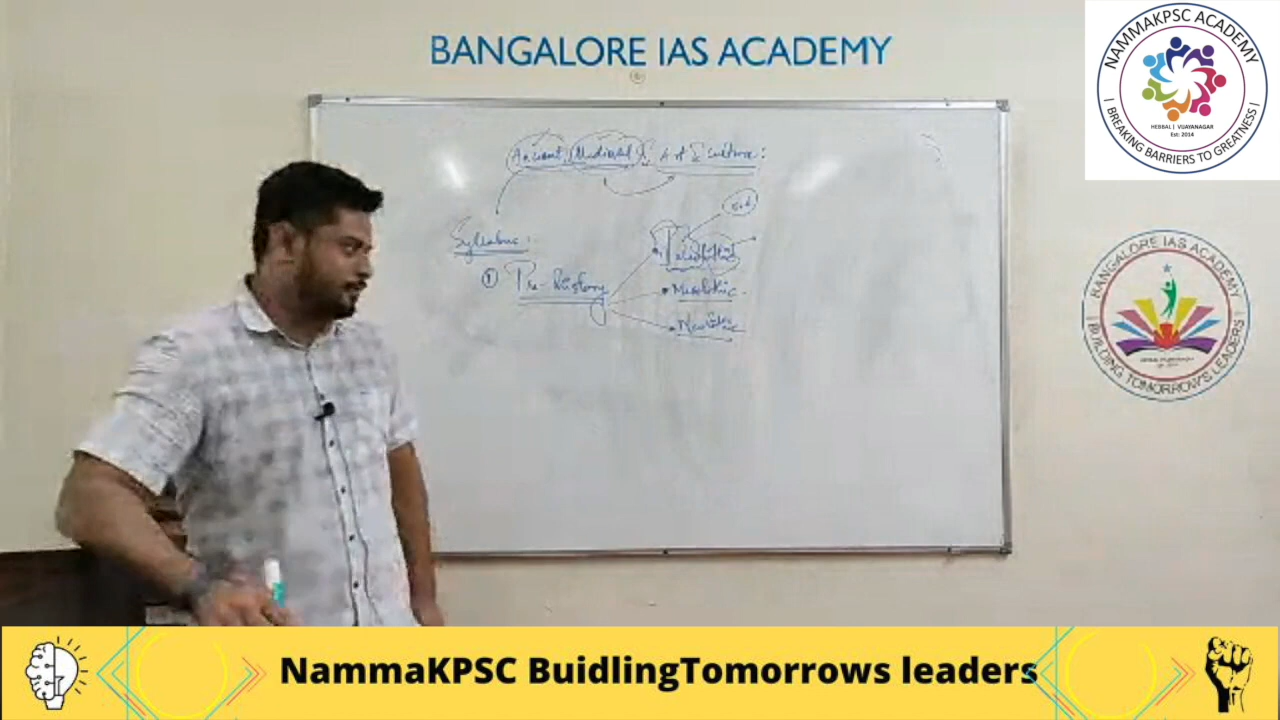 BANGALORE IAS ACADEMY
NAMMAKPSC ACADEMY
HEBBAL | VIJAYANAGAR
Est: 2014
| BREAKING BARRIERS TO GREATNESS |
Ancient, Medieval & Art & culture:
old
Syllabus:
Paleolithic
① Pre-History
• Mesolithic.
• Neolithic
BANGALORE IAS ACADEMY
| BUILDING TOMORROW'S LEADERS |
NammaKPSC BuidlingTomorrows leaders